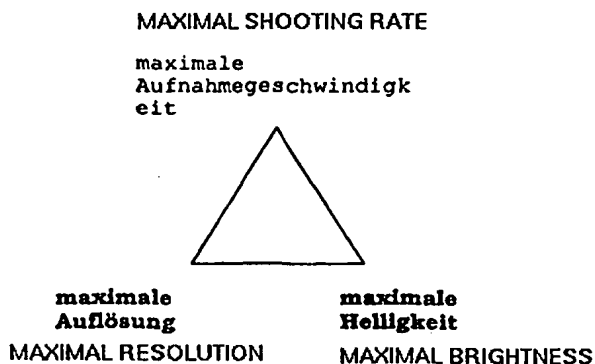 MAXIMAL SHOOTING RATE
maximale
Aufnahmegeschwindigk
eit
maximale
Auflösung
MAXIMAL RESOLUTION
maximale
Helligkeit
MAXIMAL BRIGHTNESS